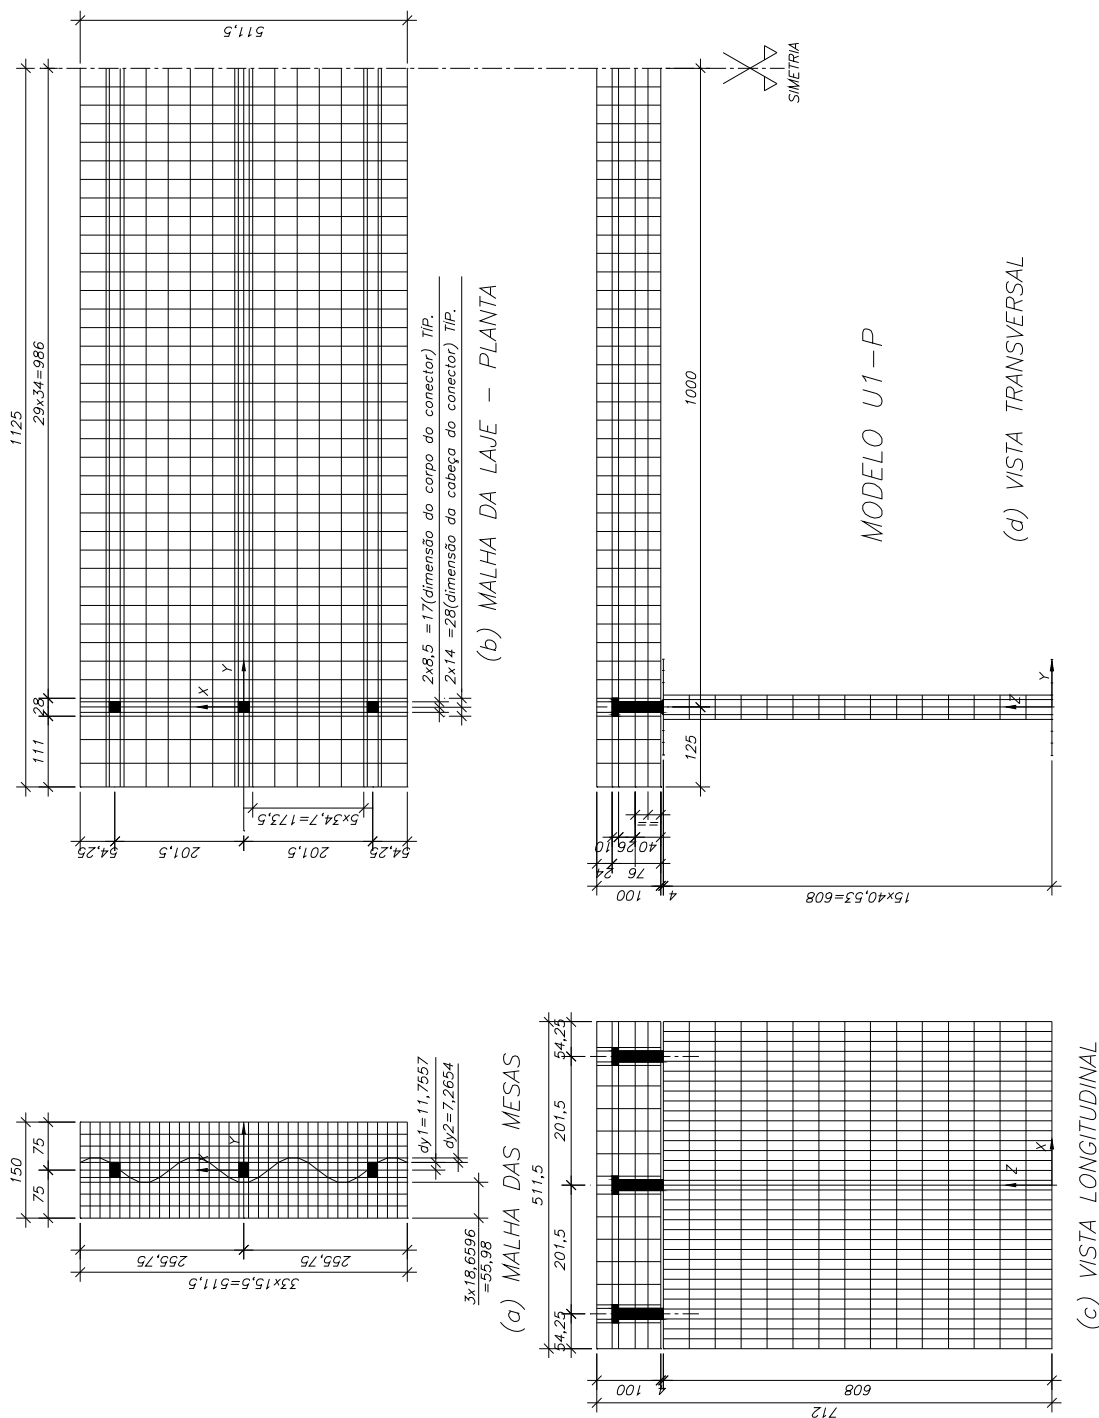 1125
29x34=986
111
28
511,5
54,25
201,5
201,5
54,25
5x34,7=173,5
X
Y
2x8,5 =17(dimensão do corpo do conector) TIP.
2x14 =28(dimensão da cabeça do conector) TIP.
(b) MALHA DA LAJE - PLANTA
SIMETRIA
1000
125
100
24
76
10
26
40
==
4
15x40,53=608
Y
Z
MODELO U1-P
(d) VISTA TRANSVERSAL
150
75
75
Y
255,75
255,75
33x15,5=511,5
dy1=11,7557
dy2=7,2654
3x18,6596
=55,98
(a) MALHA DAS MESAS
511,5
54,25
201,5
201,5
54,25
X
Z
100
4
608
712
(c) VISTA LONGITUDINAL